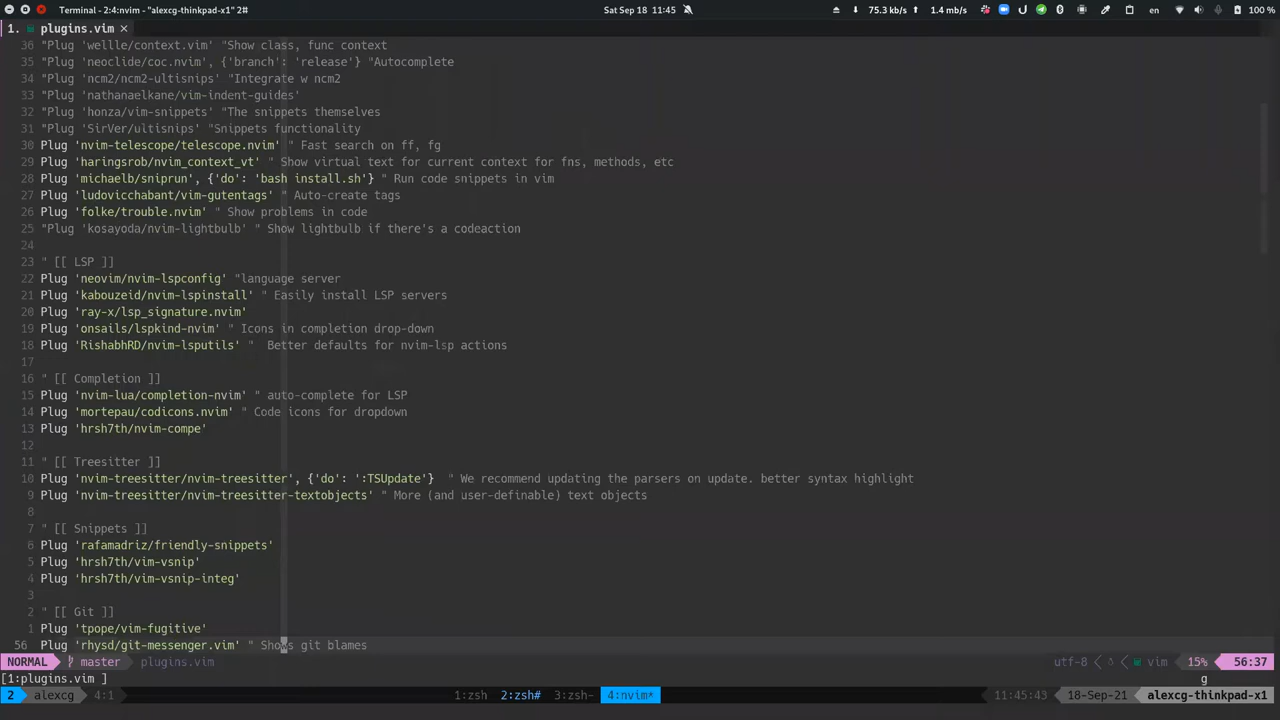 Terminal - 2:4:nvim - "alexcg-thinkpad-x1" 2#
Sat Sep 18 11:45
75.3 kb/s
1.4 mb/s
en
100 %
1. plugins.vim ×
36 "Plug 'wellle/context.vim' "Show class, func context
35 "Plug 'neoclide/coc.nvim', {'branch': 'release'} "Autocomplete
34 "Plug 'ncm2/ncm2-ultisnips' "Integrate w ncm2
33 "Plug 'nathanaelkane/vim-indent-guides'
32 "Plug 'honza/vim-snippets' "The snippets themselves
31 "Plug 'SirVer/ultisnips' "Snippets functionality
30 Plug 'nvim-telescope/telescope.nvim' " Fast search on ff, fg
29 Plug 'haringsrob/nvim_context_vt' " Show virtual text for current context for fns, methods, etc
28 Plug 'michaelb/sniprun', {'do': 'bash install.sh'} " Run code snippets in vim
27 Plug 'ludovicchabant/vim-gutentags' " Auto-create tags
26 Plug 'folke/trouble.nvim' " Show problems in code
25 "Plug 'kosayoda/nvim-lightbulb' " Show lightbulb if there's a codeaction
24
23 " [[ LSP ]]
22 Plug 'neovim/nvim-lspconfig' "language server
21 Plug 'kabouzeid/nvim-lspinstall' " Easily install LSP servers
20 Plug 'ray-x/lsp_signature.nvim'
19 Plug 'onsails/lspkind-nvim' " Icons in completion drop-down
18 Plug 'RishabhRD/nvim-lsputils' "  Better defaults for nvim-lsp actions
17
16 " [[ Completion ]]
15 Plug 'nvim-lua/completion-nvim' " auto-complete for LSP
14 Plug 'mortepau/codicons.nvim' " Code icons for dropdown
13 Plug 'hrsh7th/nvim-compe'
12
11 " [[ Treesitter ]]
10 Plug 'nvim-treesitter/nvim-treesitter', {'do': ':TSUpdate'}  " We recommend updating the parsers on update. better syntax highlight
9 Plug 'nvim-treesitter/nvim-treesitter-textobjects' " More (and user-definable) text objects
8
7 " [[ Snippets ]]
6 Plug 'rafamadriz/friendly-snippets'
5 Plug 'hrsh7th/vim-vsnip'
4 Plug 'hrsh7th/vim-vsnip-integ'
3
2 " [[ Git ]]
1 Plug 'tpope/vim-fugitive'
56 Plug 'rhysd/git-messenger.vim' " Shows git blames
NORMAL master plugins.vim utf-8 vim 15% 56:37
[1:plugins.vim ] g
2 alexcg 4:1 1:zsh 2:zsh# 3:zsh- 4:nvim* 11:45:43 18-Sep-21 alexcg-thinkpad-x1